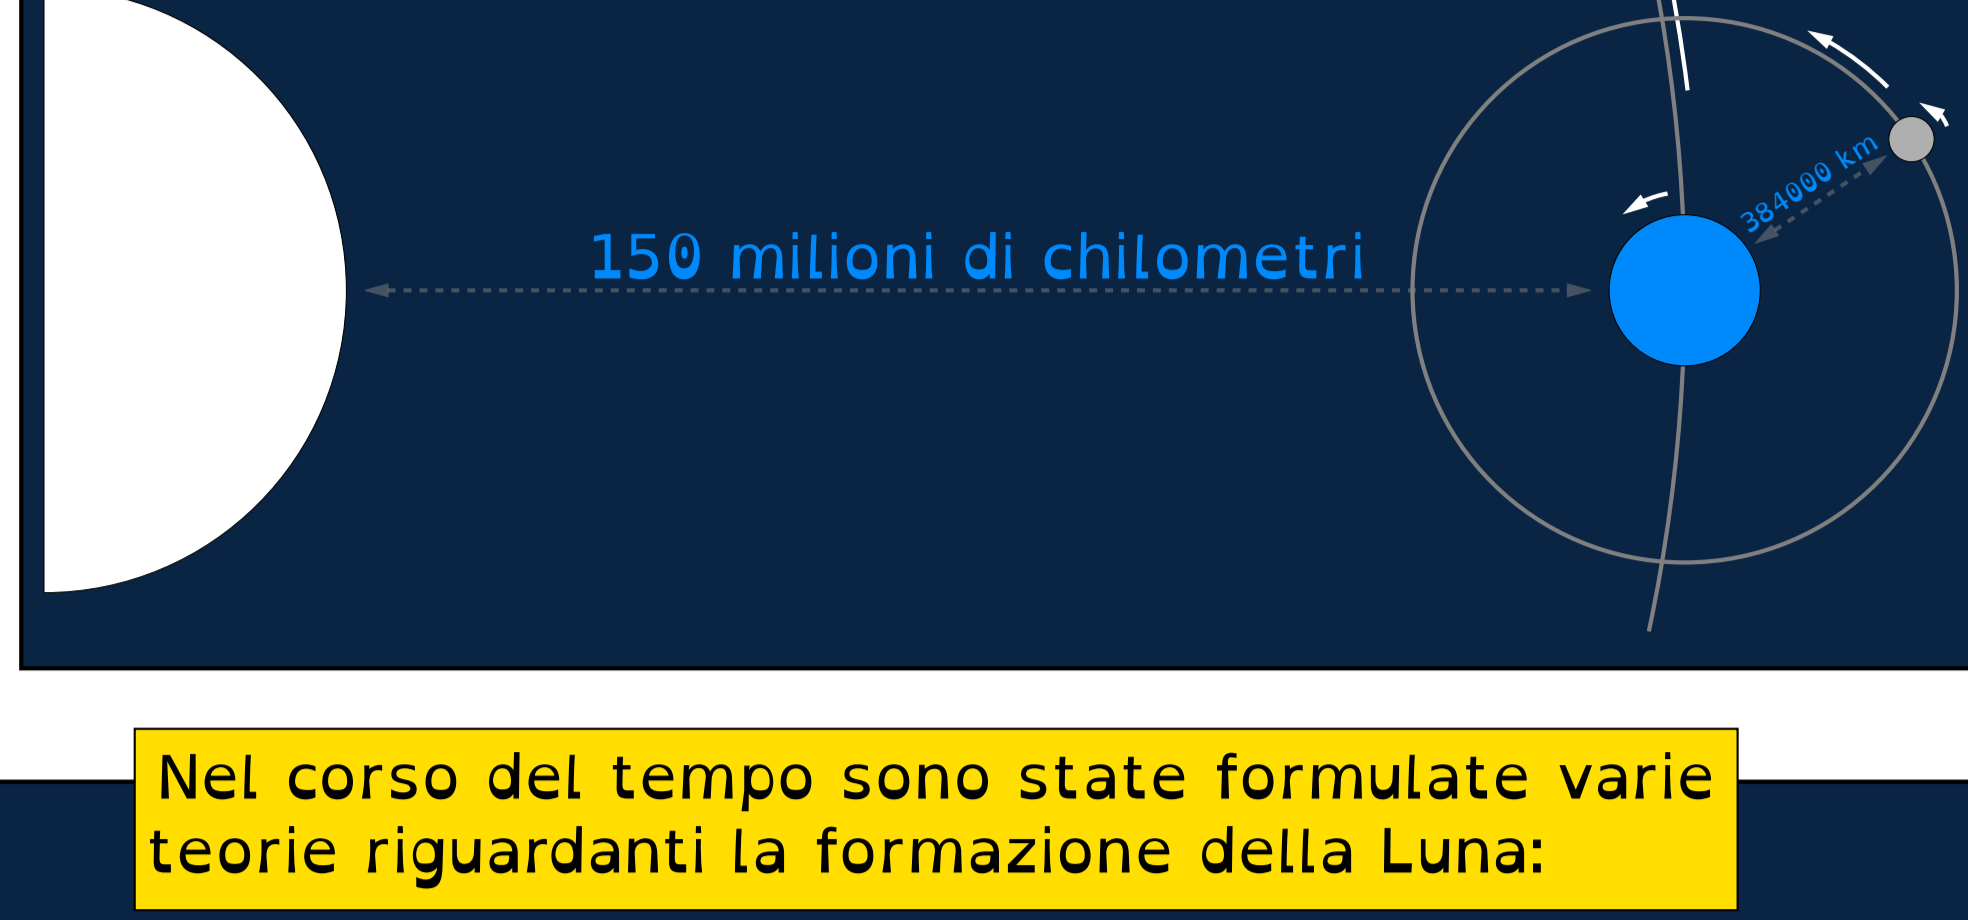 384000 km
150 milioni di chilometri
Nel corso del tempo sono state formulate varie
teorie riguardanti la formazione della Luna: